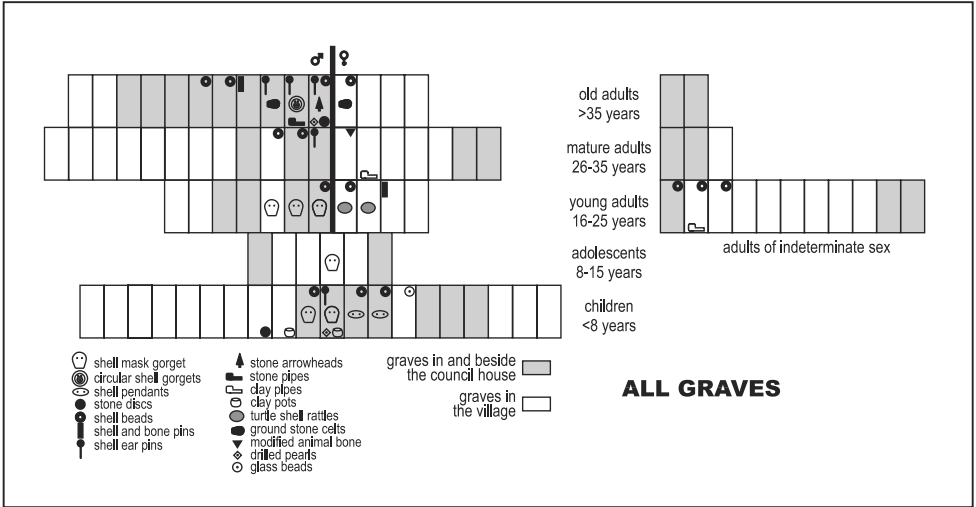 ♂ ♀
old adults
>35 years
mature adults
26-35 years
young adults
16-25 years
adolescents
8-15 years
children
<8 years
adults of indeterminate sex
shell mask gorget
circular shell gorgets
shell pendants
stone discs
shell beads
shell and bone pins
shell ear pins
stone arrowheads
stone pipes
clay pipes
clay pots
turtle shell rattles
ground stone celts
modified animal bone
drilled pearls
glass beads
graves in and beside
the council house
graves in
the village
ALL GRAVES